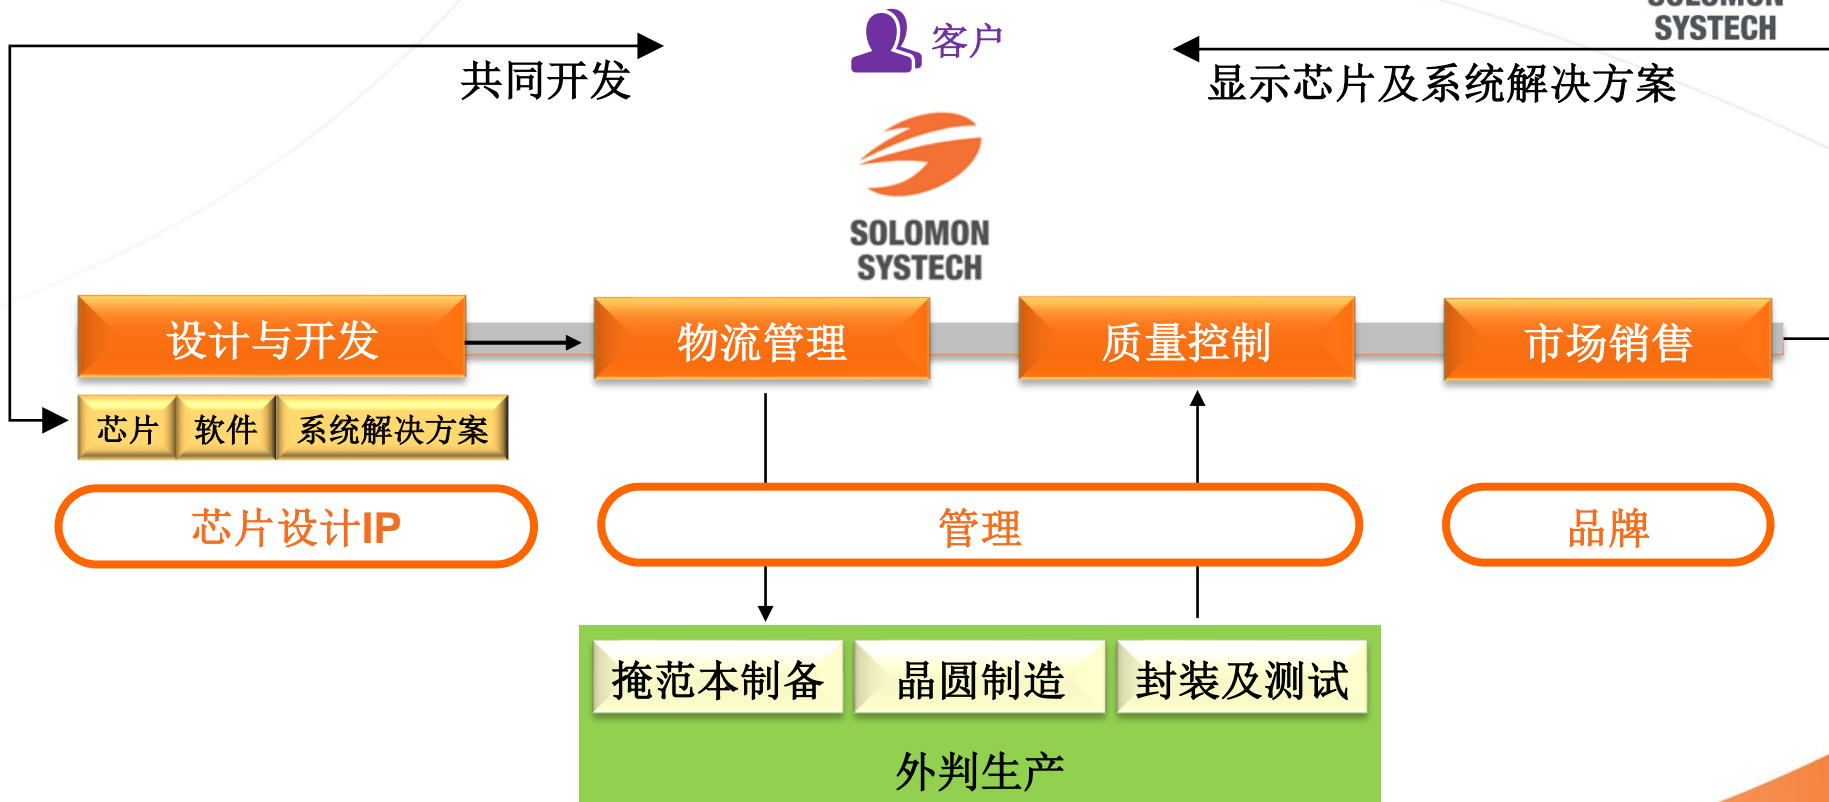 SOLOMON
SYSTECH
客户
共同开发
显示芯片及系统解决方案
SOLOMON
SYSTECH
设计与开发
物流管理
质量控制
市场销售
芯片
软件
系统解决方案
芯片设计IP
管理
品牌
掩范本制备
晶圆制造
封装及测试
外判生产